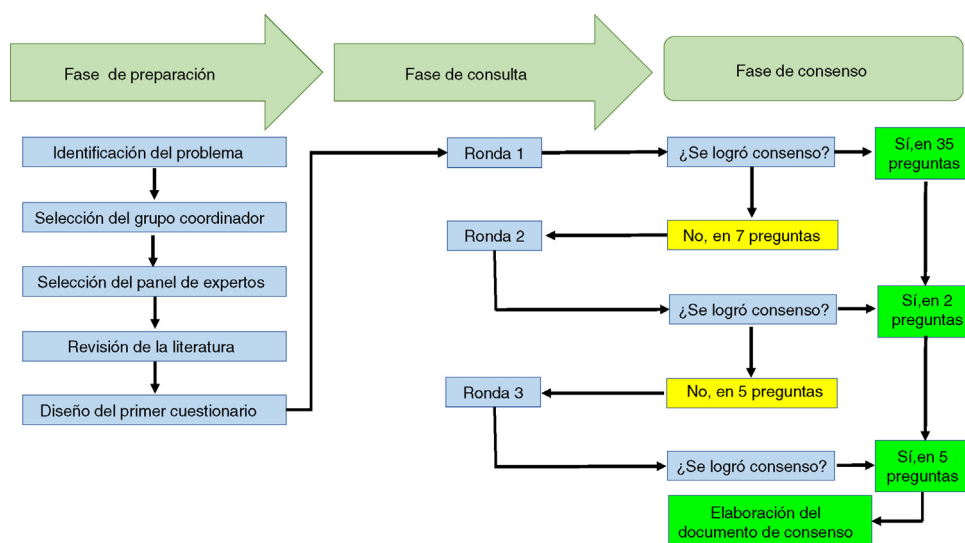 Fase de preparación
Fase de consulta
Fase de consenso
Identificación del problema
Selección del grupo coordinador
Selección del panel de expertos
Revisión de la literatura
Diseño del primer cuestionario
Ronda 1
¿Se logró consenso?
Sí,en 35
preguntas
No, en 7 preguntas
Ronda 2
¿Se logró consenso?
Sí,en 2
preguntas
No, en 5 preguntas
Ronda 3
¿Se logró consenso?
Sí,en 5
preguntas
Elaboración del
documento de consenso